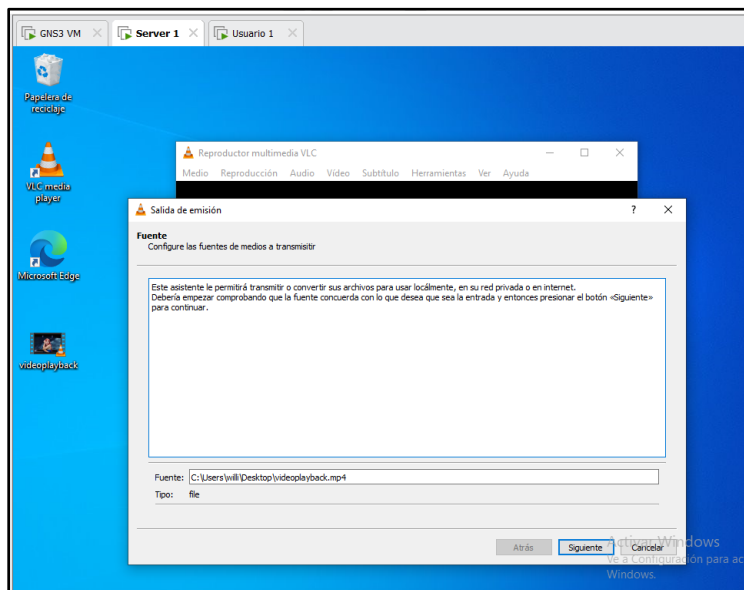 GNS3 VM
Server 1
Usuario 1
Papelera de
reciclaje
VLC media
player
Microsoft Edge
videoplayback
Reproductor multimedia VLC
Medio Reproducción Audio Vídeo Subtítulo Herramientas Ver Ayuda
Salida de emisión
?
Fuente
Configure las fuentes de medios a transmisitir
Este asistente le permitirá transmitir o convertir sus archivos para usar locálmente, en su red privada o en internet.
Debería empezar comprobando que la fuente concuerda con lo que desea que sea la entrada y entonces presionar el botón «Siguiente»
para continuar.
Fuente: C:\Users\willi\Desktop\videoplayback.mp4
Tipo: file
Atrás Siguiente Cancelar
Activar Windows
Ve a Configuración para ac
Windows.